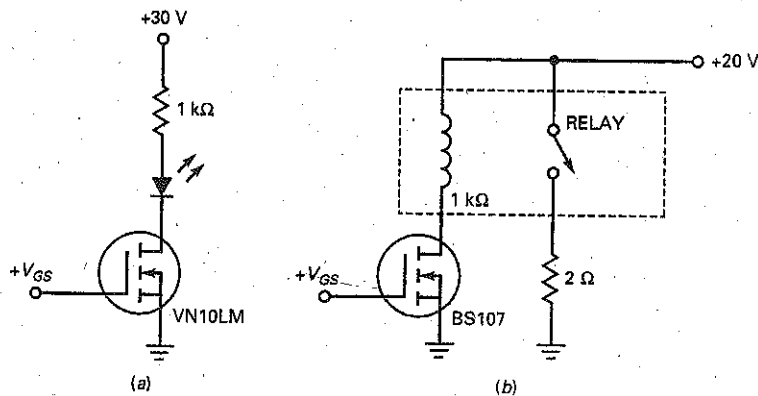 +30 V
1 kΩ
+V_GS
VN10LM
(a)
+20 V
RELAY
1 kΩ
2 Ω
+V_GS
BS107
(b)